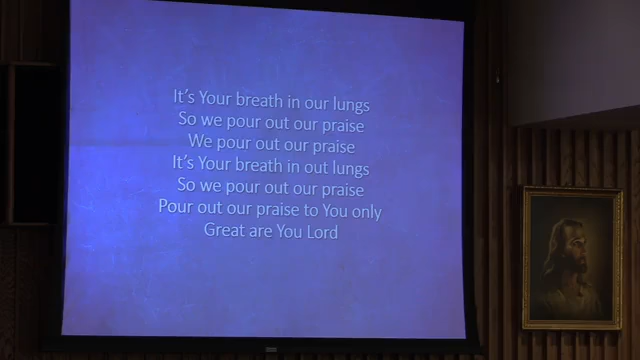 It's Your breath in our lungs
So we pour out our praise
We pour out our praise
It's Your breath in out lungs
So we pour out our praise
Pour out our praise to You only
Great are You Lord